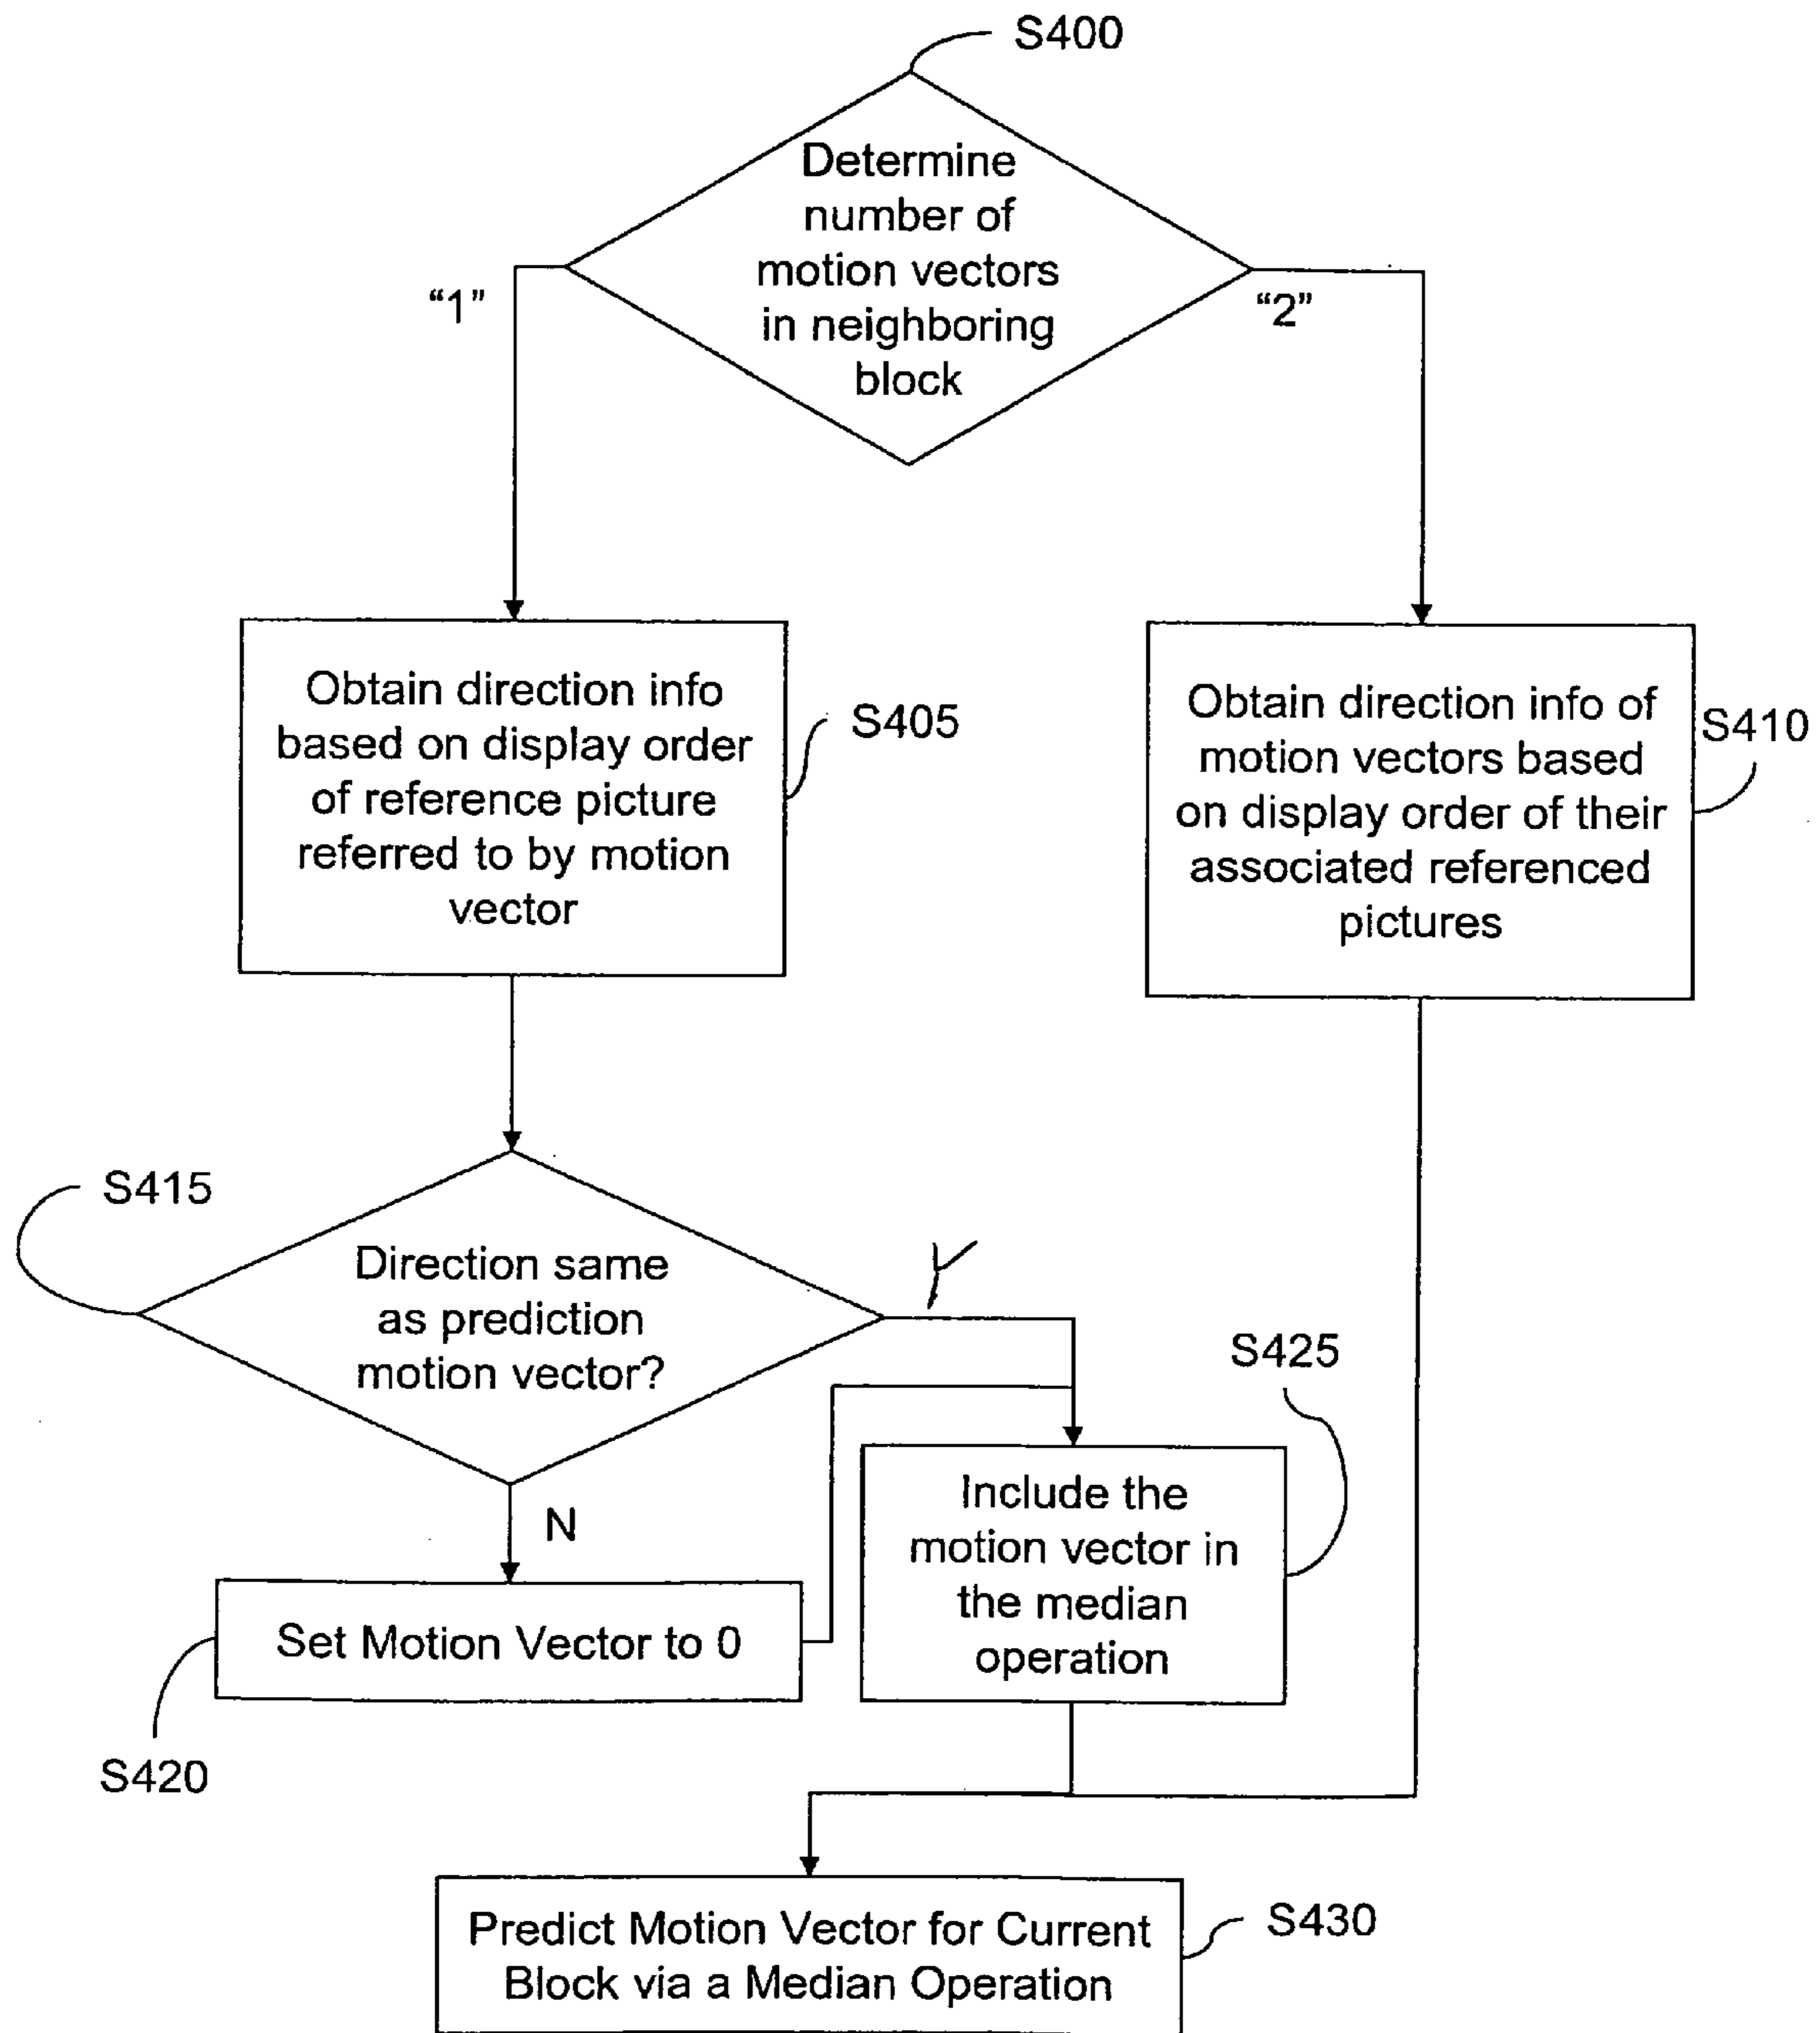 S400
Determine
number of
motion vectors
in neighboring
block
“1”
“2”
Obtain direction info
based on display order
of reference picture
referred to by motion
vector
S405
Obtain direction info of
motion vectors based
on display order of their
associated referenced
pictures
S410
S415
Direction same
as prediction
motion vector?
Y
N
S425
Include the
motion vector in
the median
operation
Set Motion Vector to 0
S420
Predict Motion Vector for Current
Block via a Median Operation
S430